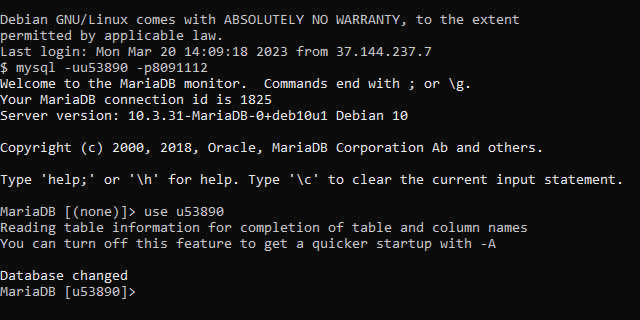 Debian GNU/Linux comes with ABSOLUTELY NO WARRANTY, to the extent
permitted by applicable law.
Last login: Mon Mar 20 14:09:18 2023 from 37.144.237.7
$ mysql -uu53890 -p8091112
Welcome to the MariaDB monitor.  Commands end with ; or \g.
Your MariaDB connection id is 1825
Server version: 10.3.31-MariaDB-0+deb10u1 Debian 10

Copyright (c) 2000, 2018, Oracle, MariaDB Corporation Ab and others.

Type 'help;' or '\h' for help. Type '\c' to clear the current input statement.

MariaDB [(none)]> use u53890
Reading table information for completion of table and column names
You can turn off this feature to get a quicker startup with -A

Database changed
MariaDB [u53890]>